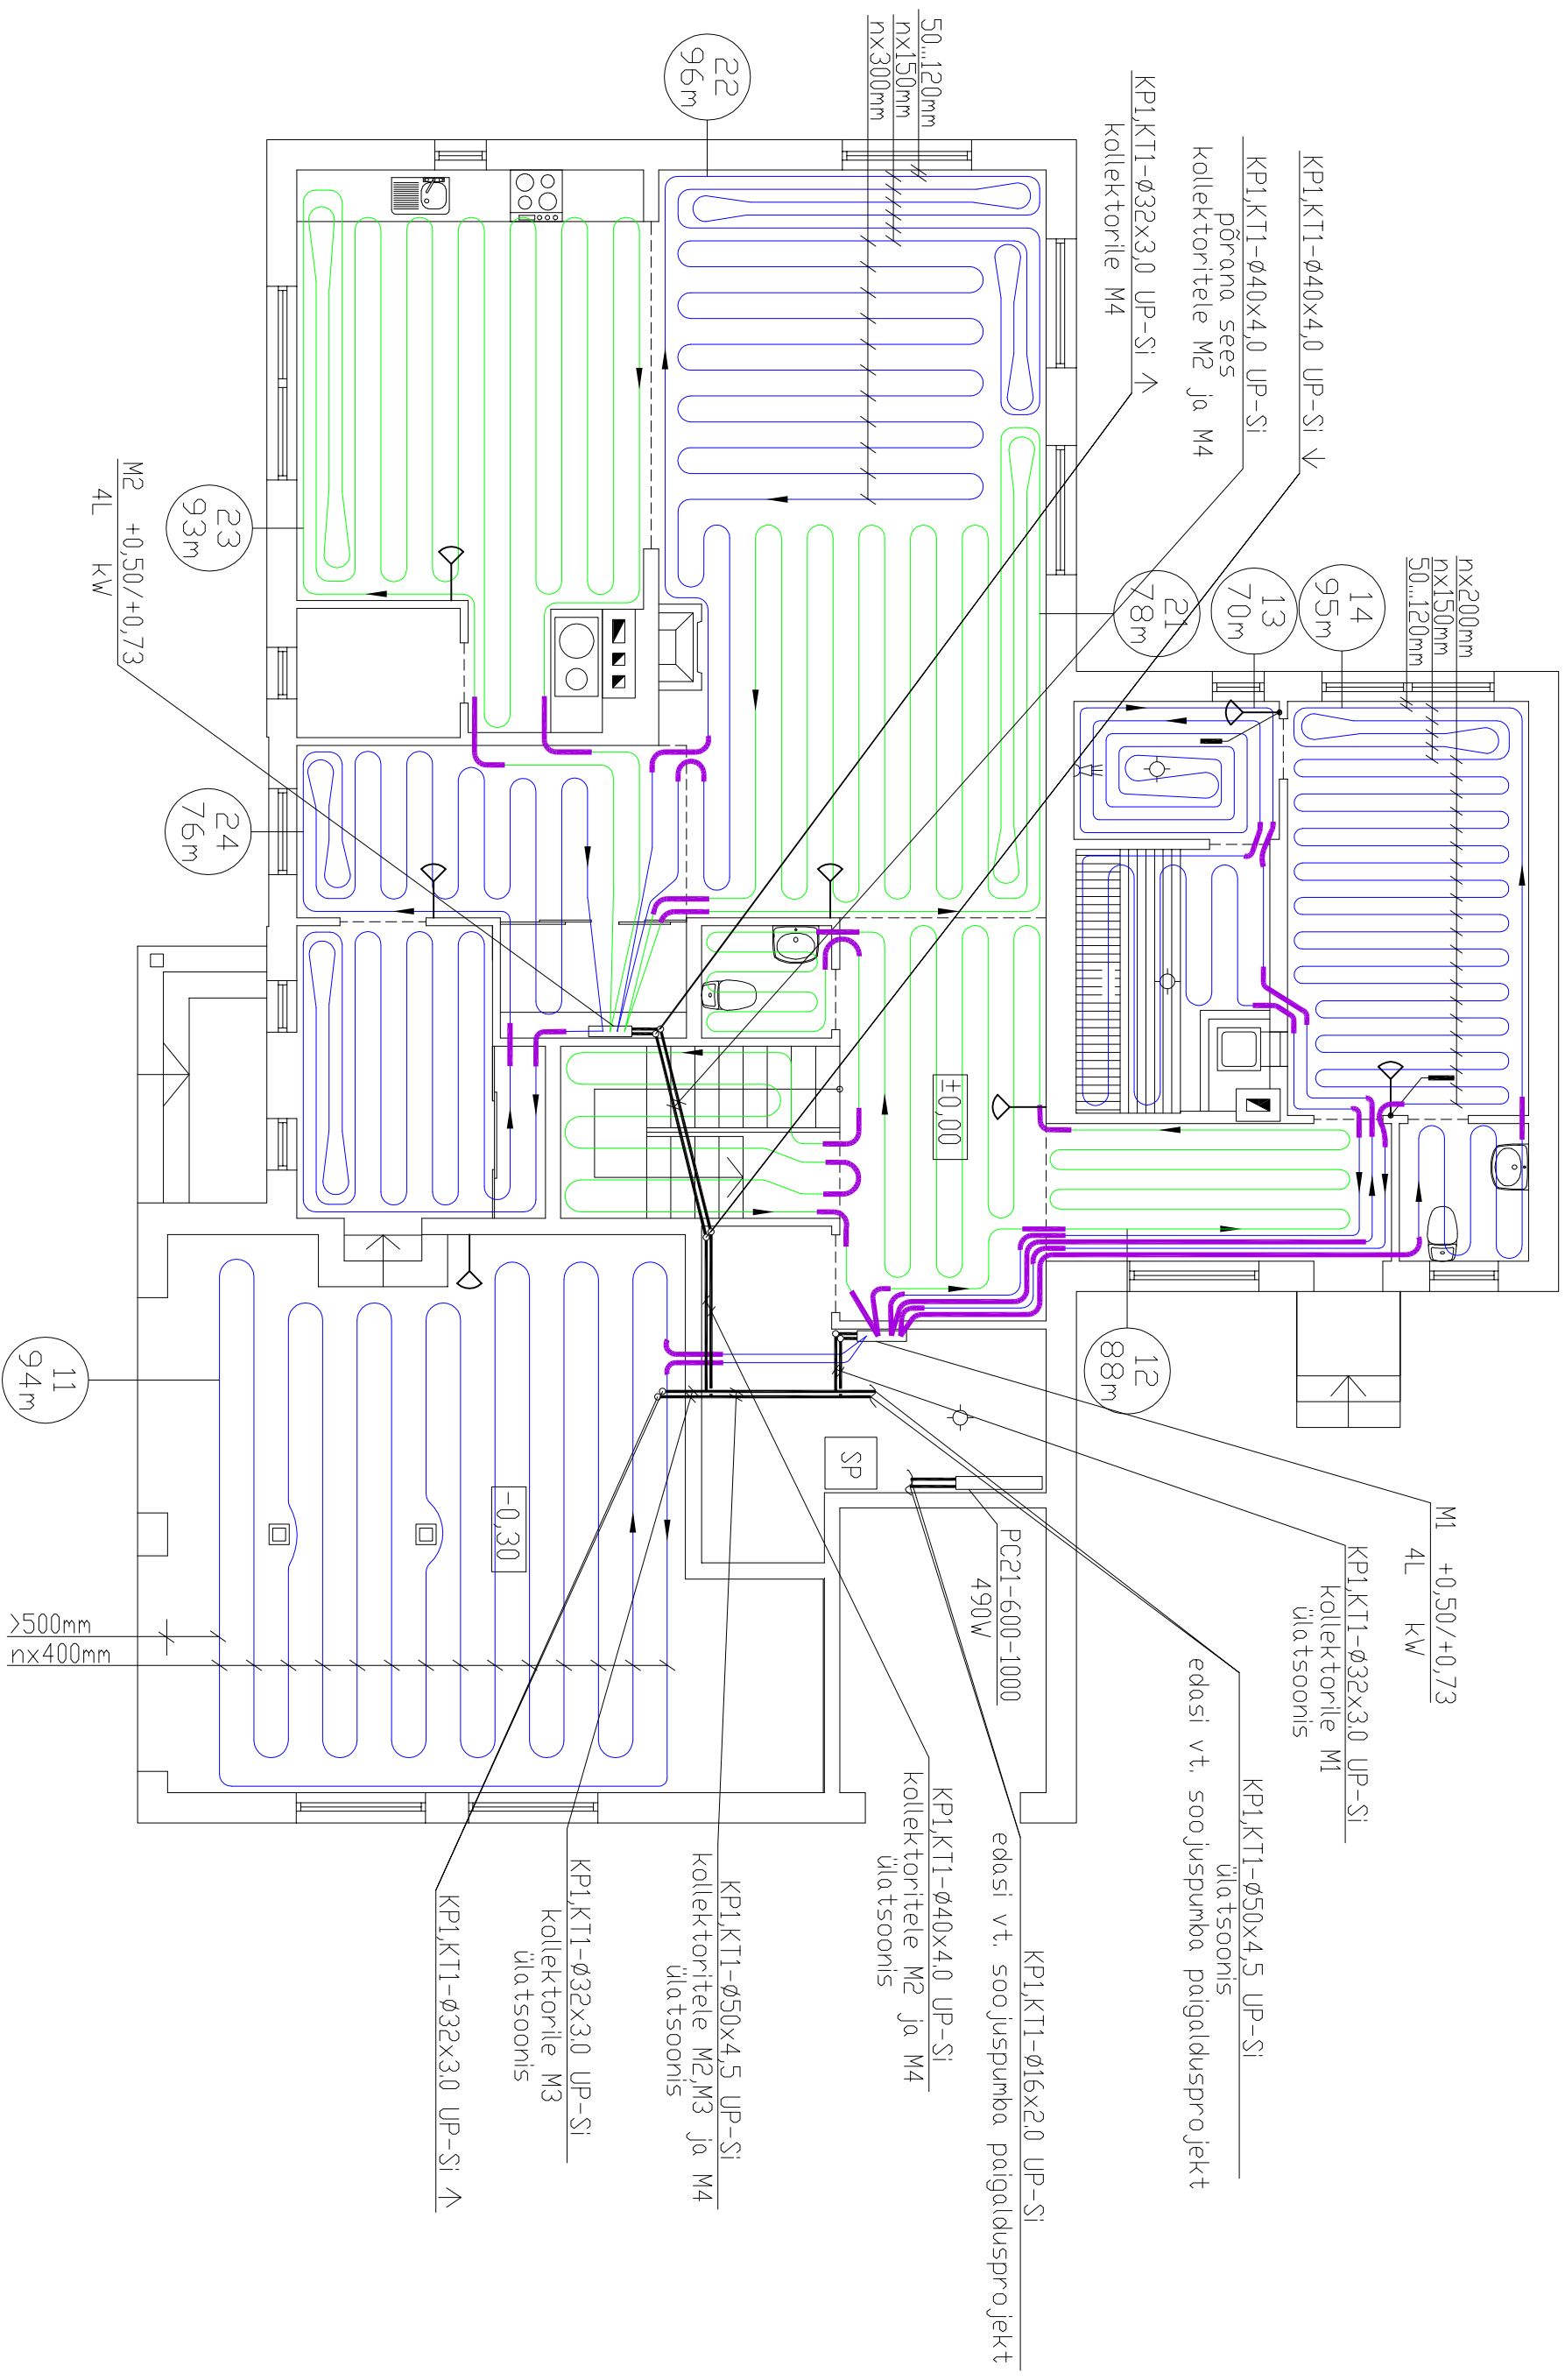 22
96m
50...120mm
nx150mm
nx300mm
KP1,KT1-Ø32x3,0 UP-Si ↑
kollektorile M4
KP1,KT1-Ø40x4,0 UP-Si
põrana sees
kollektoritele M2 ja M4
KP1,KT1-Ø40x4,0 UP-Si ↓
nx200mm
nx150mm
50...120mm
14
95m
13
70m
21
78m
23
93m
M2 +0,50/+0,73
4L kW
24
76m
±0,00
12
88m
11
94m
-0,30
SP
PC21-600-1000
490W
>500mm
nx400mm
M1 +0,50/+0,73
4L kW
KP1,KT1-Ø32x3,0 UP-Si
kollektorile M1
ülatsoonis
KP1,KT1-Ø50x4,5 UP-Si
ülatsoonis
edasi vt. soojuspumba paigaldusprojekt
KP1,KT1-Ø16x2,0 UP-Si
edasi vt. soojuspumba paigaldusprojekt
KP1,KT1-Ø40x4,0 UP-Si
kollektoritele M2 ja M4
ülatsoonis
KP1,KT1-Ø50x4,5 UP-Si
kollektoritele M2,M3 ja M4
ülatsoonis
KP1,KT1-Ø32x3,0 UP-Si
kollektorile M3
ülatsoonis
KP1,KT1-Ø32x3,0 UP-Si ↑